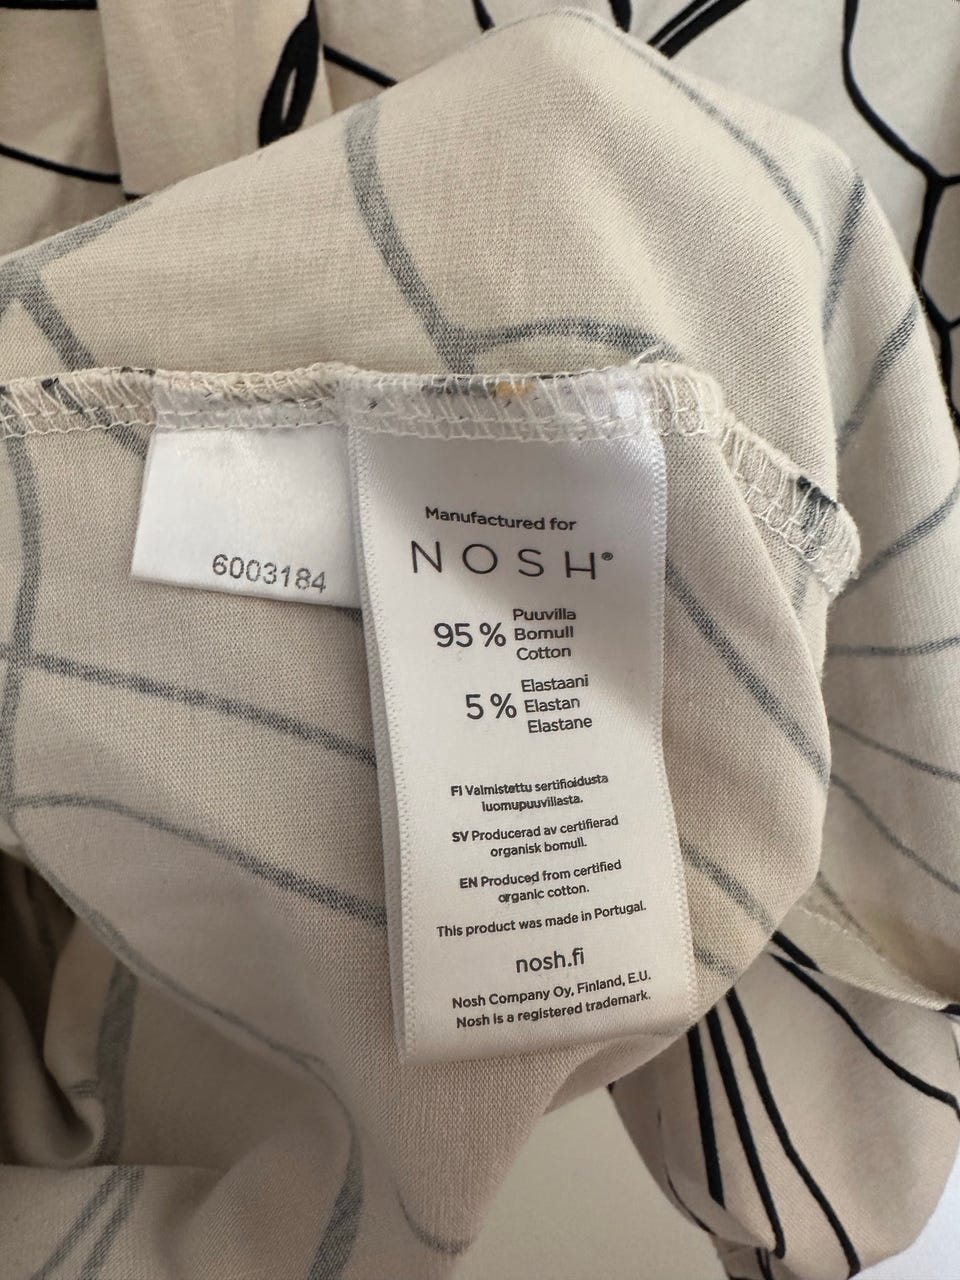 6003184
Manufactured for
NOSH®
95 %
Puuvilla
Bomull
Cotton
5 %
Elastaani
Elastan
Elastane
FI Valmistettu sertifioidusta
luomupuuvillasta.
SV Producerad av certifierad
organisk bomull.
EN Produced from certified
organic cotton.
This product was made in Portugal.
nosh.fi
Nosh Company Oy, Finland, E.U.
Nosh is a registered trademark.